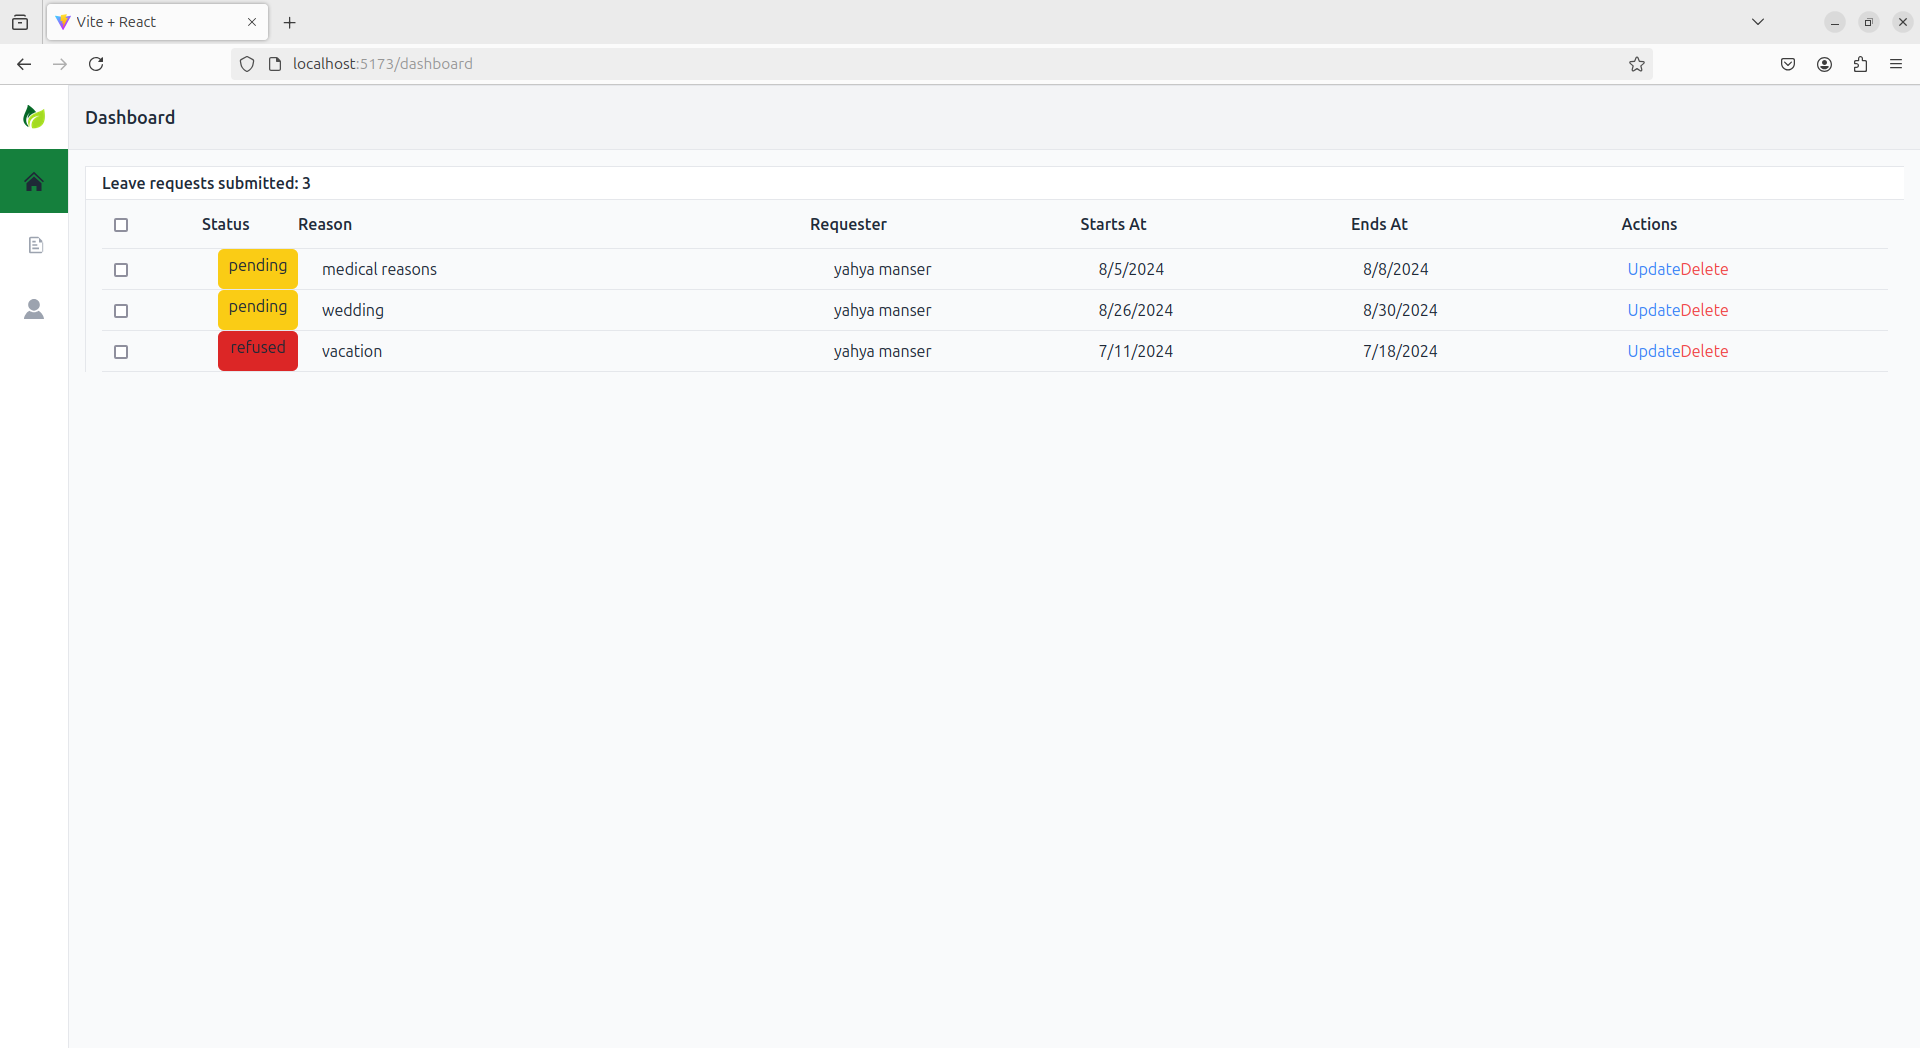 Vite + React
localhost:5173/dashboard
Dashboard
Leave requests submitted: 3
Status Reason Requester Starts At Ends At Actions
pending medical reasons yahya manser 8/5/2024 8/8/2024 UpdateDelete
pending wedding yahya manser 8/26/2024 8/30/2024 UpdateDelete
refused vacation yahya manser 7/11/2024 7/18/2024 UpdateDelete